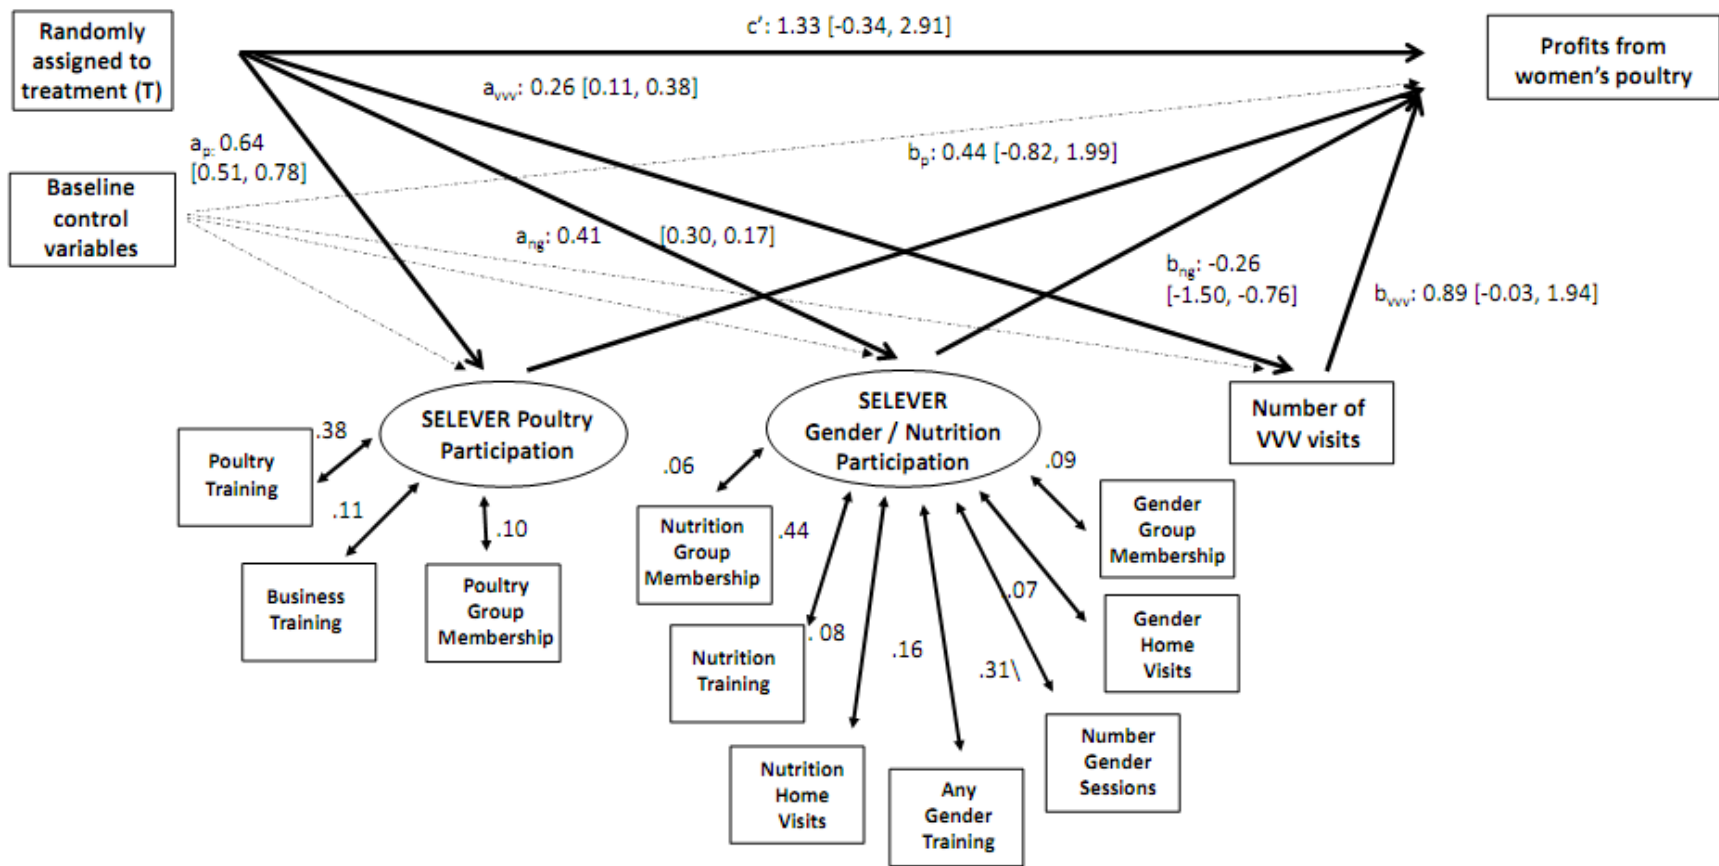 Randomly
assigned to
treatment (T)
c’: 1.33 [-0.34, 2.91]
Profits from
women’s poultry
a_vvv: 0.26 [0.11, 0.38]
a_p: 0.64
[0.51, 0.78]
b_p: 0.44 [-0.82, 1.99]
Baseline
control
variables
a_ng: 0.41 [0.30, 0.17]
b_ng: -0.26
[-1.50, -0.76]
b_vvv: 0.89 [-0.03, 1.94]
SELEVER Poultry
Participation
SELEVER
Gender / Nutrition
Participation
Number of
VVV visits
.38
Poultry
Training
.11
.10
Business
Training
Poultry
Group
Membership
.06
Nutrition
Group
Membership
.44
Nutrition
Training
. 08
Nutrition
Home
Visits
.16
Any
Gender
Training
.31\
Number
Gender
Sessions
.07
Gender
Home
Visits
.09
Gender
Group
Membership